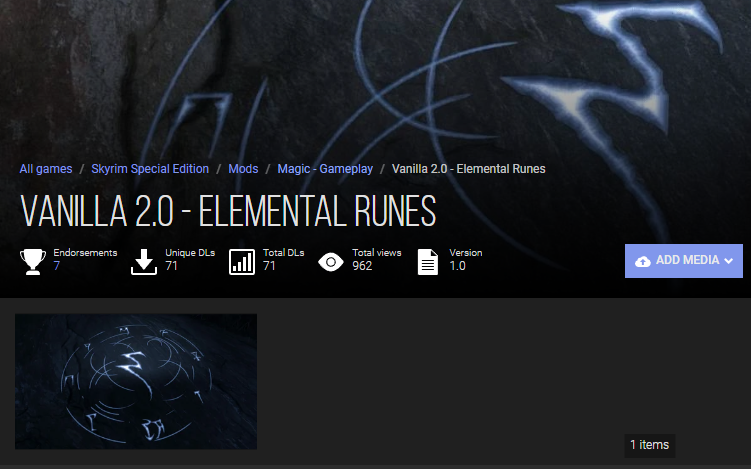 All games / Skyrim Special Edition / Mods / Magic - Gameplay / Vanilla 2.0 - Elemental Runes
VANILLA 2.0 - ELEMENTAL RUNES
Endorsements Unique DLs Total DLs Total views Version
7 71 71 962 1.0
ADD MEDIA
1 items